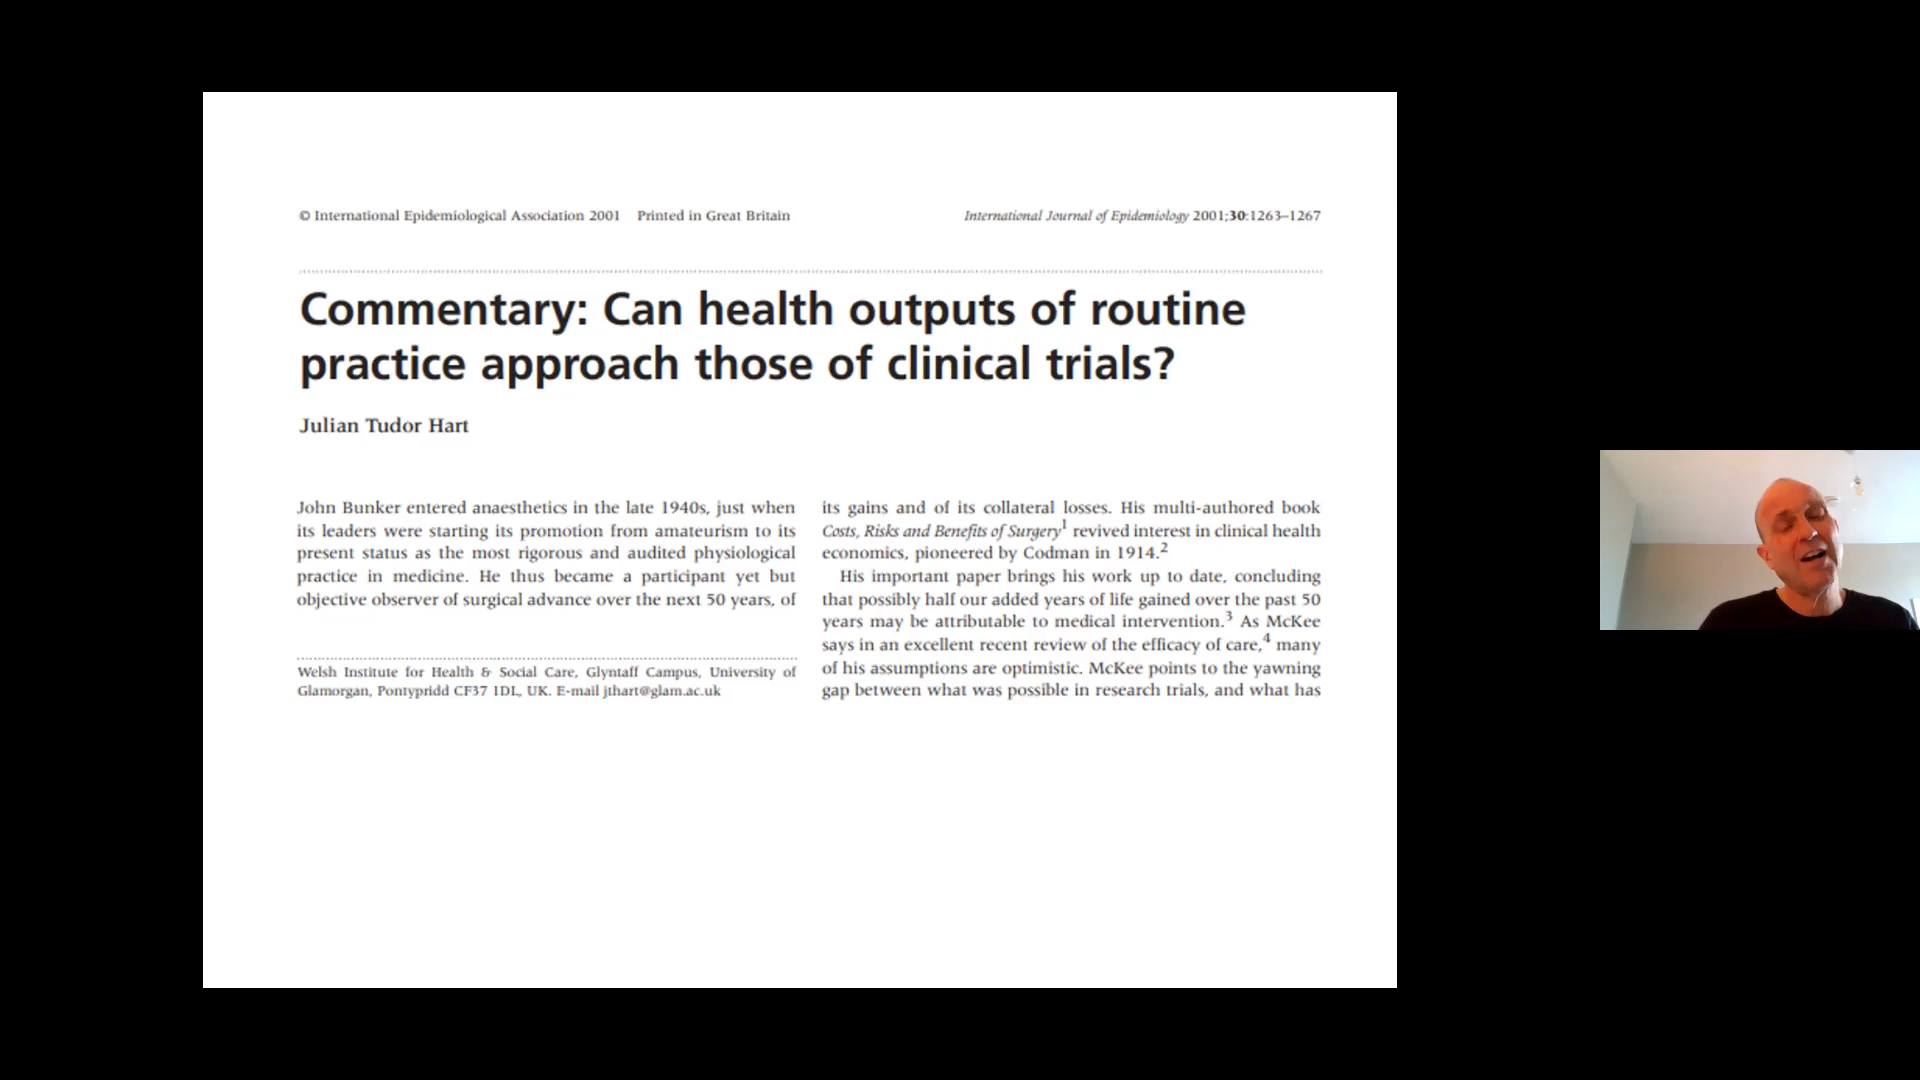 © International Epidemiological Association 2001 Printed in Great Britain
International Journal of Epidemiology 2001;30:1263–1267
Commentary: Can health outputs of routine
practice approach those of clinical trials?
Julian Tudor Hart
John Bunker entered anaesthetics in the late 1940s, just when
its leaders were starting its promotion from amateurism to its
present status as the most rigorous and audited physiological
practice in medicine. He thus became a participant yet but
objective observer of surgical advance over the next 50 years, of
Welsh Institute for Health & Social Care, Glyntaff Campus, University of
Glamorgan, Pontypridd CF37 1DL, UK. E-mail jthart@glam.ac.uk
its gains and of its collateral losses. His multi-authored book
Costs, Risks and Benefits of Surgery1 revived interest in clinical health
economics, pioneered by Codman in 1914.2
His important paper brings his work up to date, concluding
that possibly half our added years of life gained over the past 50
years may be attributable to medical intervention.3 As McKee
says in an excellent recent review of the efficacy of care,4 many
of his assumptions are optimistic. McKee points to the yawning
gap between what was possible in research trials, and what has